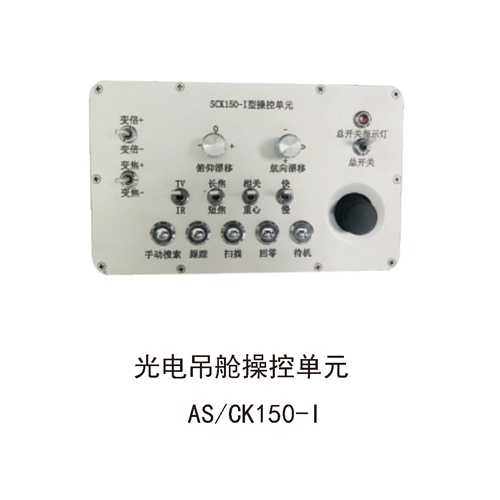 SCK150-I型操控单元
变倍+
变倍-
变焦+
变焦-
0
- +
俯仰漂移
0
-
+
航向漂移
总开关指示灯
总开关
TV 长焦 相关 快
IR 短焦 重心 慢
手动搜索 跟踪 扫描 回零 待机
光电吊舱操控单元
AS/CK150-I